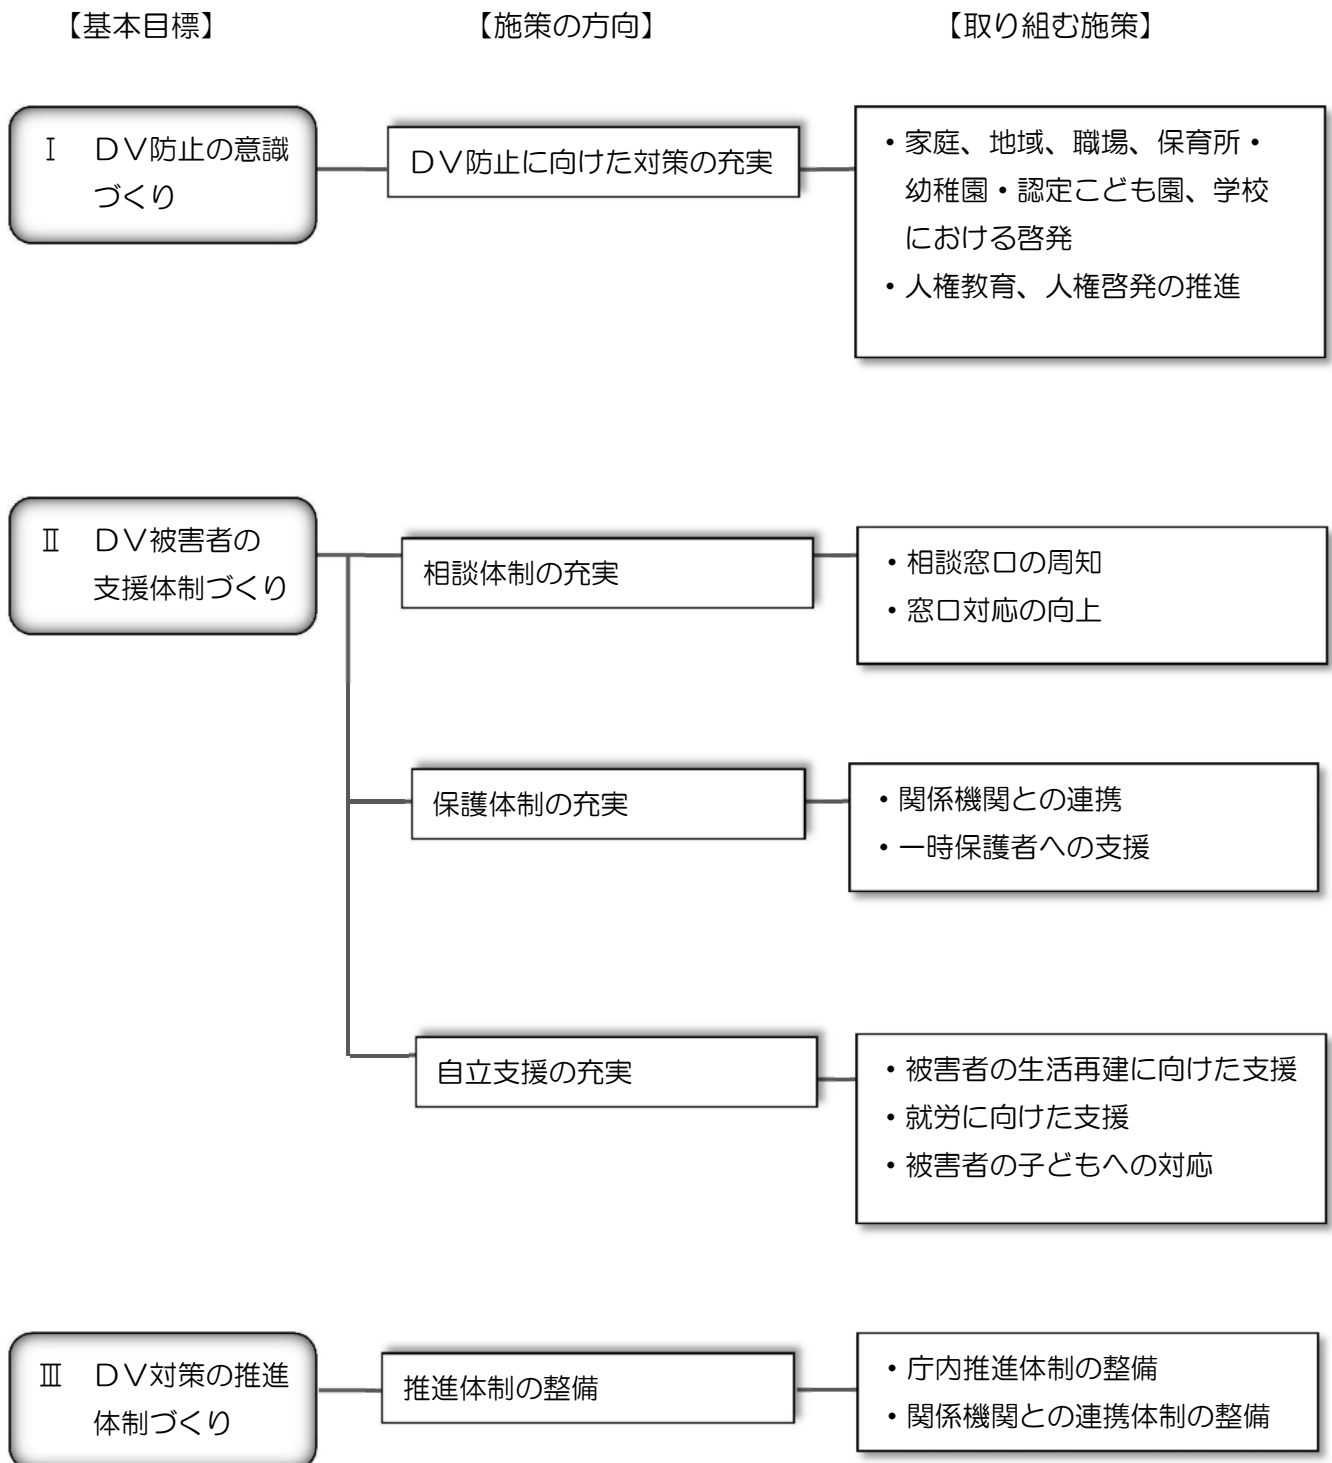 【基本目標】 【施策の方向】 【取り組む施策】
Ⅰ ＤＶ防止の意識
づくり
ＤＶ防止に向けた対策の充実
・家庭、地域、職場、保育所・
幼稚園・認定こども園、学校
における啓発
・人権教育、人権啓発の推進
Ⅱ ＤＶ被害者の
支援体制づくり
相談体制の充実
・相談窓口の周知
・窓口対応の向上
保護体制の充実
・関係機関との連携
・一時保護者への支援
自立支援の充実
・被害者の生活再建に向けた支援
・就労に向けた支援
・被害者の子どもへの対応
Ⅲ ＤＶ対策の推進
体制づくり
推進体制の整備
・庁内推進体制の整備
・関係機関との連携体制の整備